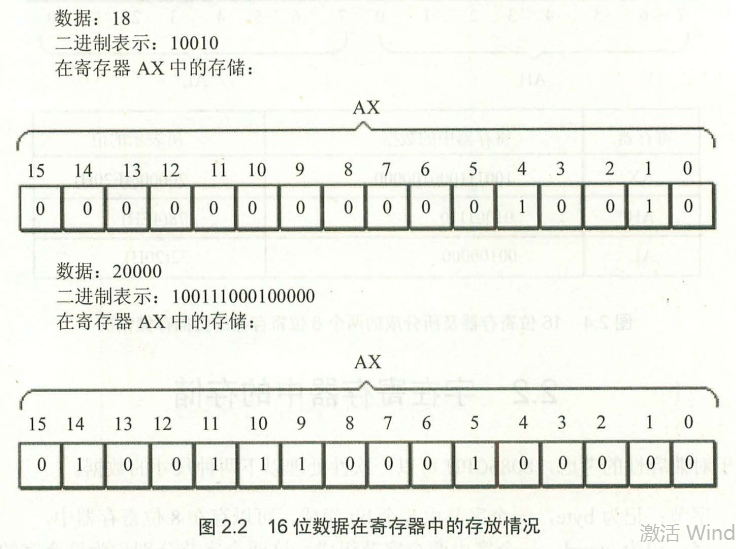 数据：18
二进制表示：10010
在寄存器 AX 中的存储：
AX
15 14 13 12 11 10 9 8 7 6 5 4 3 2 1 0
0 0 0 0 0 0 0 0 0 0 0 1 0 0 1 0
数据：20000
二进制表示：100111000100000
在寄存器 AX 中的存储：
AX
15 14 13 12 11 10 9 8 7 6 5 4 3 2 1 0
0 1 0 0 1 1 1 0 0 0 1 0 0 0 0 0
图 2.2 16 位数据在寄存器中的存放情况
激活 Wind